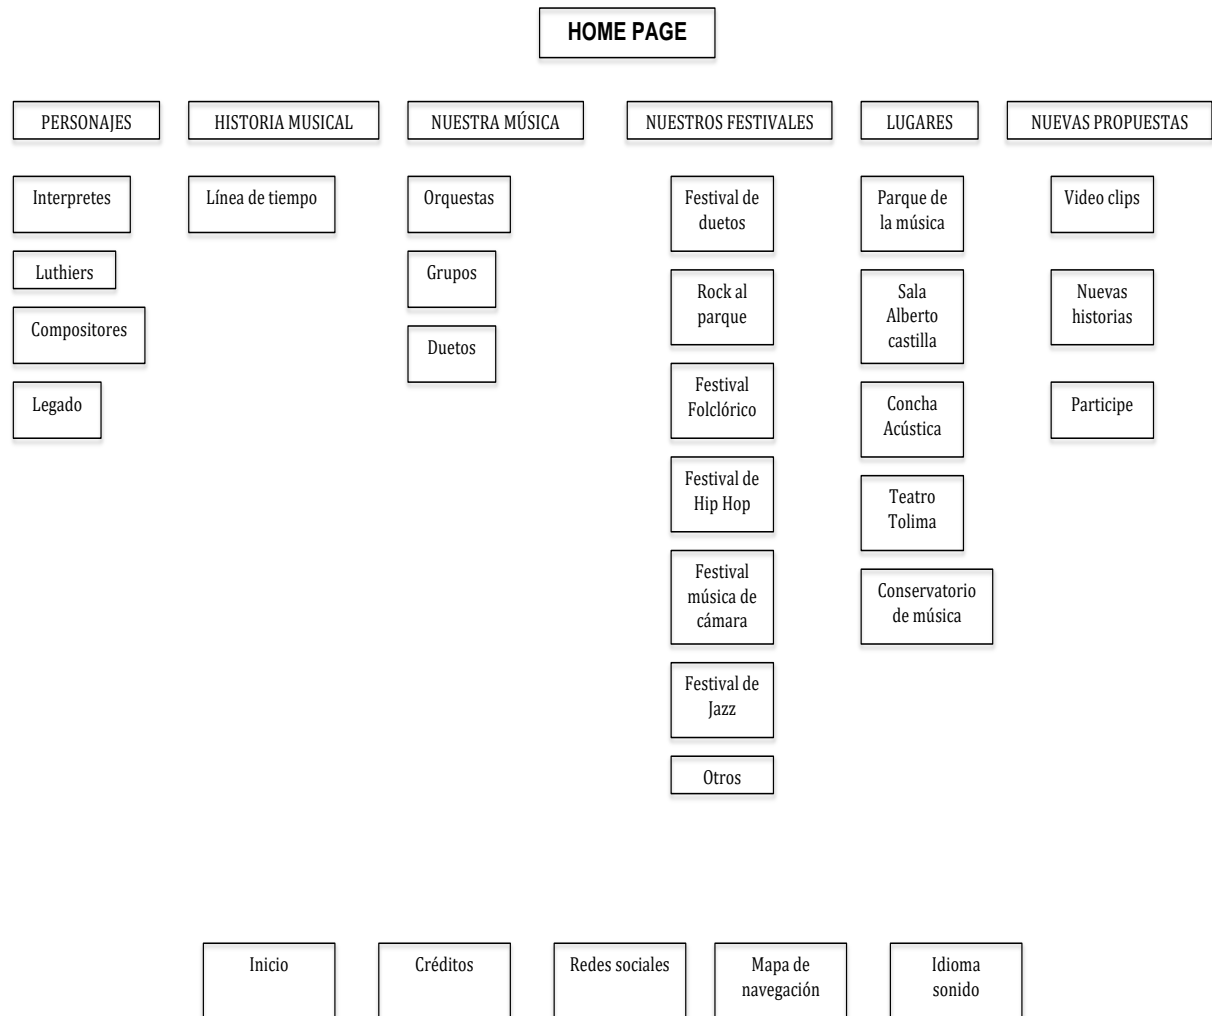 HOME PAGE
PERSONAJES
HISTORIA MUSICAL
NUESTRA MÚSICA
NUESTROS FESTIVALES
LUGARES
NUEVAS PROPUESTAS
Interpretes
Luthiers
Compositores
Legado
Línea de tiempo
Orquestas
Grupos
Duetos
Festival de
duetos
Rock al
parque
Festival
Folclórico
Festival de
Hip Hop
Festival
música de
cámara
Festival de
Jazz
Otros
Parque de
la música
Sala
Alberto
castilla
Concha
Acústica
Teatro
Tolima
Conservatorio
de música
Video clips
Nuevas
historias
Participe
Inicio
Créditos
Redes sociales
Mapa de
navegación
Idioma
sonido